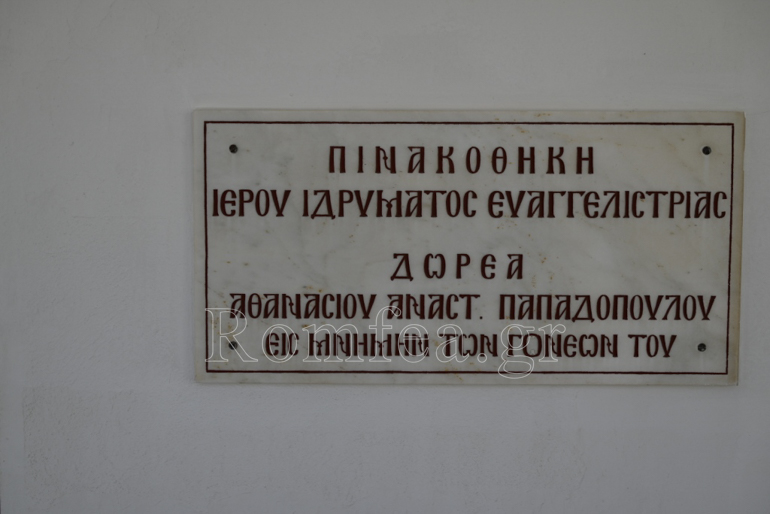 ΠΙΝΑΚΟΘΗΚΗ
ΙΕΡΟΥ ΙΔΡΥΜΑΤΟΣ ΕΥΑΓΓΕΛΙΣΤΡΙΑΣ
ΔΩΡΕΑ
ΑΘΑΝΑΣΙΟΥ ΑΝΑΣΤ. ΠΑΠΑΔΟΠΟΥΛΟΥ
ΕΙΣ ΜΝΗΜΗΝ ΤΩΝ ΓΟΝΕΩΝ ΤΟΥ
Romfea.gr